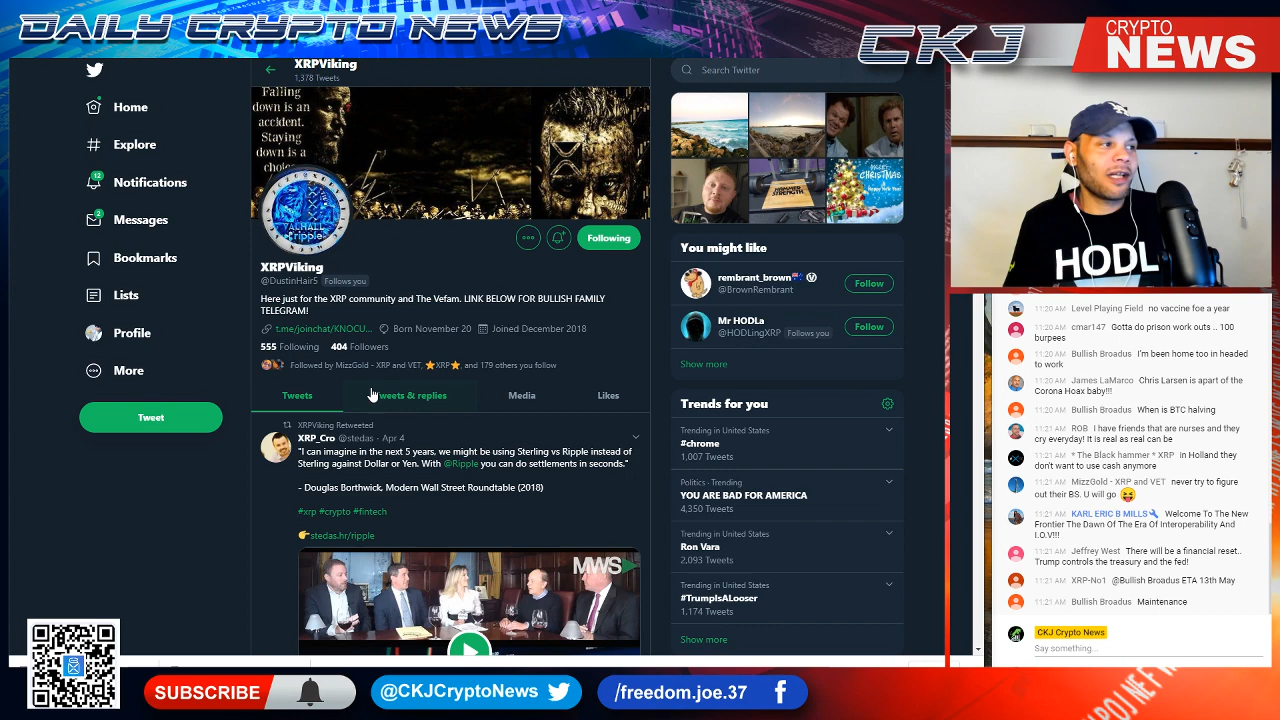 DAILY CRYPTO NEWS
CKJ
CRYPTO
NEWS
XRPViking
1,378 Tweets
Home
Explore
12
Notifications
2
Messages
Bookmarks
Lists
Profile
More
Tweet
Falling
down is an
accident.
Staying
down is a
choice
VALHALL
ripple
Following
XRPViking
@DustinHair5 Follows you
Here just for the XRP community and The Vefam. LINK BELOW FOR BULLISH FAMILY
TELEGRAM!
t.me/joinchat/KNOCU... Born November 20 Joined December 2018
555 Following 404 Followers
Followed by MizzGold - XRP and VET, ⭐XRP⭐, and 179 others you follow
Tweets Tweets & replies Media Likes
XRPViking Retweeted
XRP_Cro @stedas · Apr 4
"I can imagine in the next 5 years, we might be using Sterling vs Ripple instead of
Sterling against Dollar or Yen. With @Ripple you can do settlements in seconds."
- Douglas Borthwick, Modern Wall Street Roundtable (2018)
#xrp #crypto #fintech
👉stedas.hr/ripple
MWS
Search Twitter
HAMMER
STRENGTH
CHRISTMAS
Happy New Year!
You might like
rembrant_brown🇦🇺
@BrownRembrant
Follow
Mr HODLa
@HODLingXRP Follows you
Follow
Show more
Trends for you
Trending in United States
#chrome
1,007 Tweets
Politics · Trending
YOU ARE BAD FOR AMERICA
4,350 Tweets
Trending in United States
Ron Vara
2,093 Tweets
Trending in United States
#TrumpIsALooser
1,174 Tweets
Show more
HODL
Level Playing Field no vaccine foe a year
11:20 AM cmar147 Gotta do prison work outs .. 100
burpees
11:20 AM Bullish Broadus I'm been home too in headed
to work
11:20 AM James LaMarco Chris Larsen is apart of the
Corona Hoax baby!!!
11:20 AM Bullish Broadus When is BTC halving
11:21 AM ROB I have friends that are nurses and they
cry everyday! It is real as real can be
11:21 AM * The Black hammer * XRP in Holland they
don't want to use cash anymore
11:21 AM MizzGold - XRP and VET never try to figure
out their BS. U will go 😝
11:21 AM KARL ERIC B MILLS🔧 Welcome To The New
Frontier The Dawn Of The Era Of Interoperability And
I.O.V!!!
11:21 AM Jeffrey West There will be a financial reset..
Trump controls the treasury and the fed!
11:21 AM XRP-No1 @Bullish Broadus ETA 13th May
11:21 AM Bullish Broadus Maintenance
CKJ Crypto News
Say something...
SUBSCRIBE
@CKJCryptoNews
/freedom.joe.37